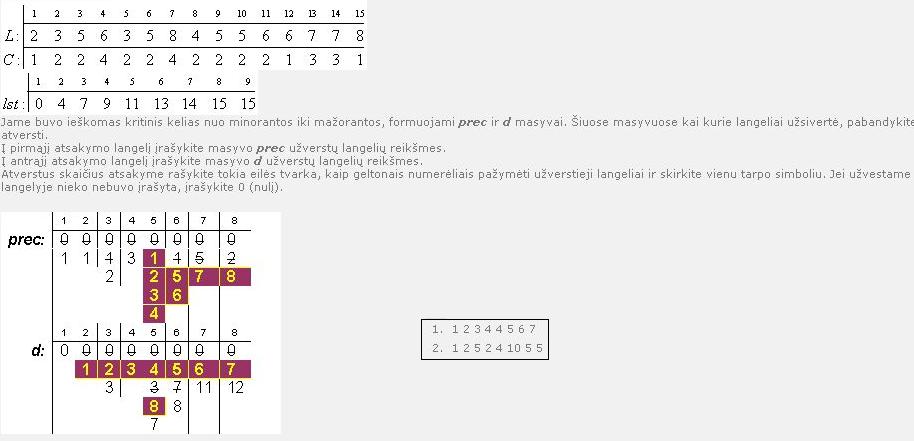 1 2 3 4 5 6 7 8 9 10 11 12 13 14 15
L: 2 3 5 6 3 5 8 4 5 5 6 6 7 7 8
C: 1 2 2 4 2 2 4 2 2 2 2 1 3 3 1
1 2 3 4 5 6 7 8 9
lst: 0 4 7 9 11 13 14 15 15
Jame buvo ieškomas kritinis kelias nuo minorantos iki mažorantos, formuojami prec ir d masyvai. Šiuose masyvuose kai kurie langeliai užsivertė, pabandykite
atversti.
Į pirmąjį atsakymo langelį įrašykite masyvo prec užverstų langelių reikšmes.
Į antrąjį atsakymo langelį įrašykite masyvo d užverstų langelių reikšmes.
Atverstus skaičius atsakyme rašykite tokia eilės tvarka, kaip geltonais numerėliais pažymėti užverstieji langeliai ir skirkite vienu tarpo simboliu. Jei užvestame
langelyje nieko nebuvo įrašyta, įrašykite 0 (nulį).
1 2 3 4 5 6 7 8
prec: 0 0 0 0 0 0 0 0
1 1 4 3 1 4 5 2
2 2 5 7 8
3 6
4
1 2 3 4 5 6 7 8
d: 0 0 0 0 0 0 0 0
1 2 3 4 5 6 7
3 3 7 11 12
8 8
7
1. 1 2 3 4 4 5 6 7
2. 1 2 5 2 4 10 5 5